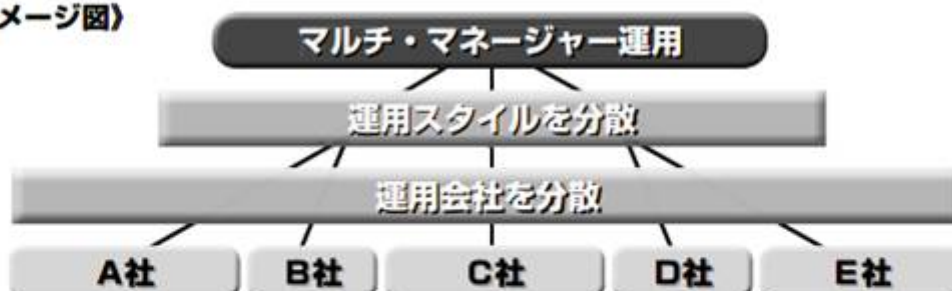 メージ図》
マルチ・マネージャー運用
運用スタイルを分散
運用会社を分散
A社 B社 C社 D社 E社